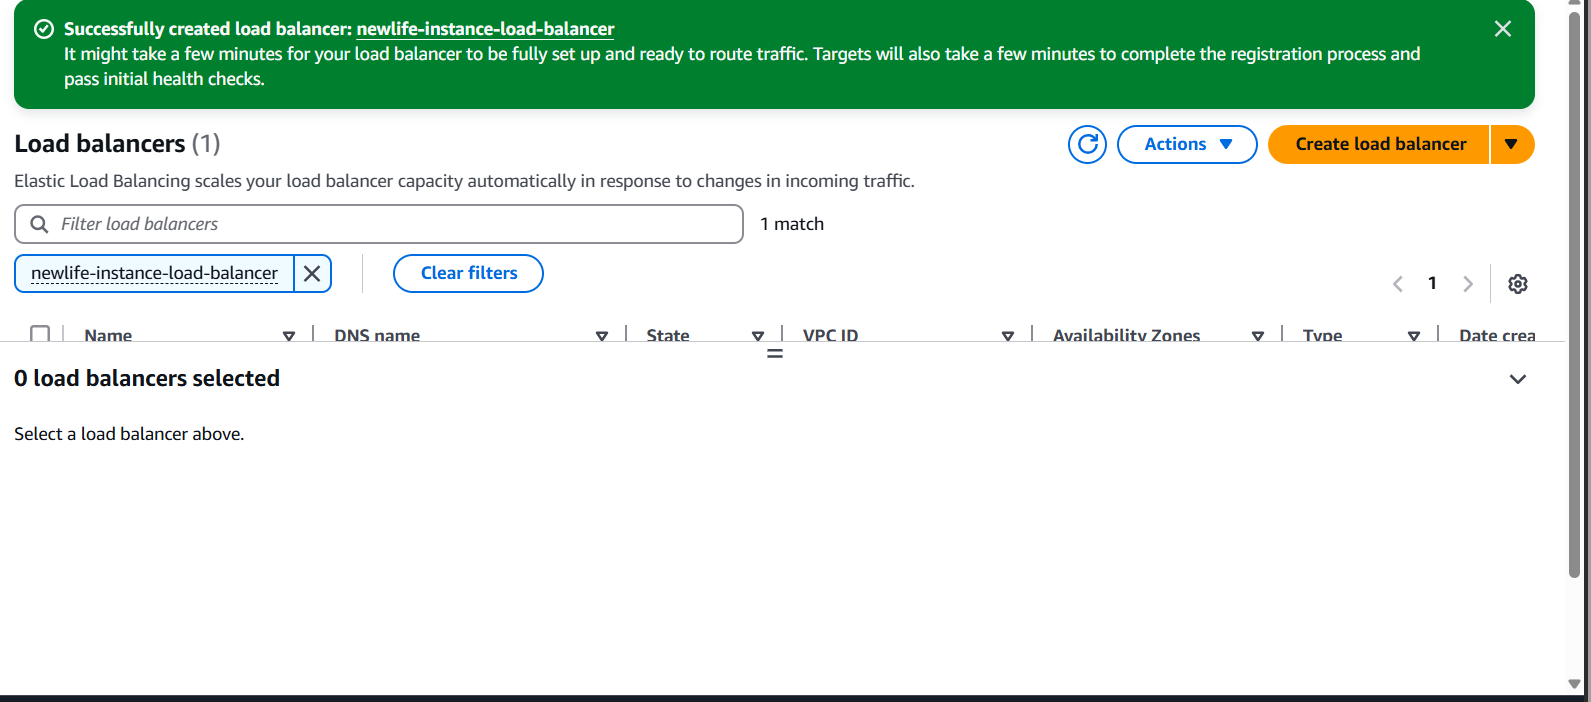 Successfully created load balancer: newlife-instance-load-balancer
It might take a few minutes for your load balancer to be fully set up and ready to route traffic. Targets will also take a few minutes to complete the registration process and
pass initial health checks.
Load balancers (1)
Actions
Create load balancer
Elastic Load Balancing scales your load balancer capacity automatically in response to changes in incoming traffic.
Filter load balancers
1 match
newlife-instance-load-balancer
Clear filters
1
Name DNS name State VPC ID Availability Zones Type Date crea
0 load balancers selected
Select a load balancer above.